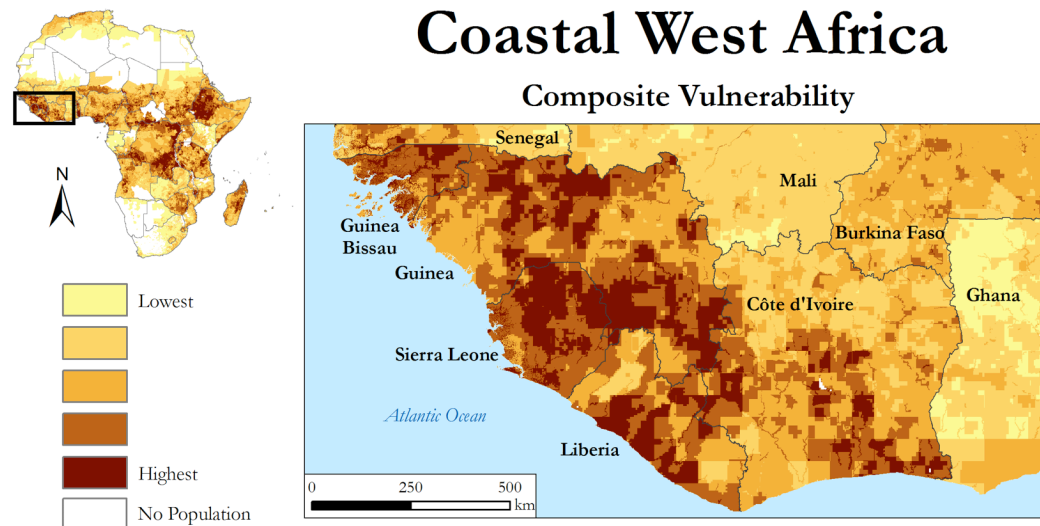 Coastal West Africa
Composite Vulnerability
N
Senegal
Mali
Guinea
Bissau
Burkina Faso
Guinea
Ghana
Côte d'Ivoire
Sierra Leone
Atlantic Ocean
Liberia
0 250 500
km
Lowest
Highest
No Population